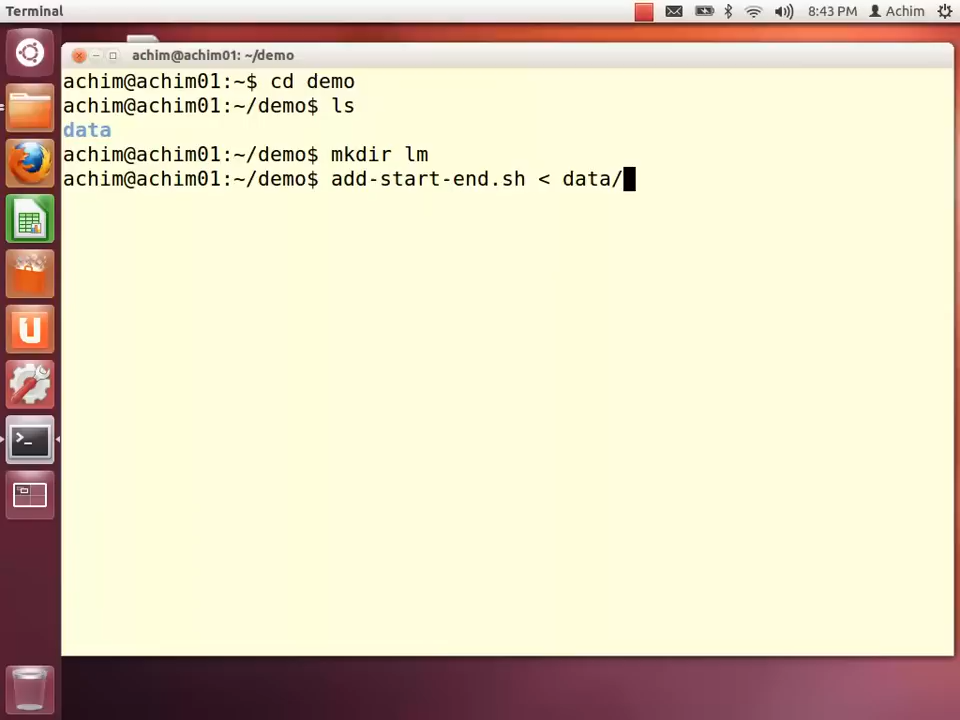 Terminal
8:43 PM
Achim
achim@achim01: ~/demo
achim@achim01:~$ cd demo
achim@achim01:~/demo$ ls
data
achim@achim01:~/demo$ mkdir lm
achim@achim01:~/demo$ add-start-end.sh < data/